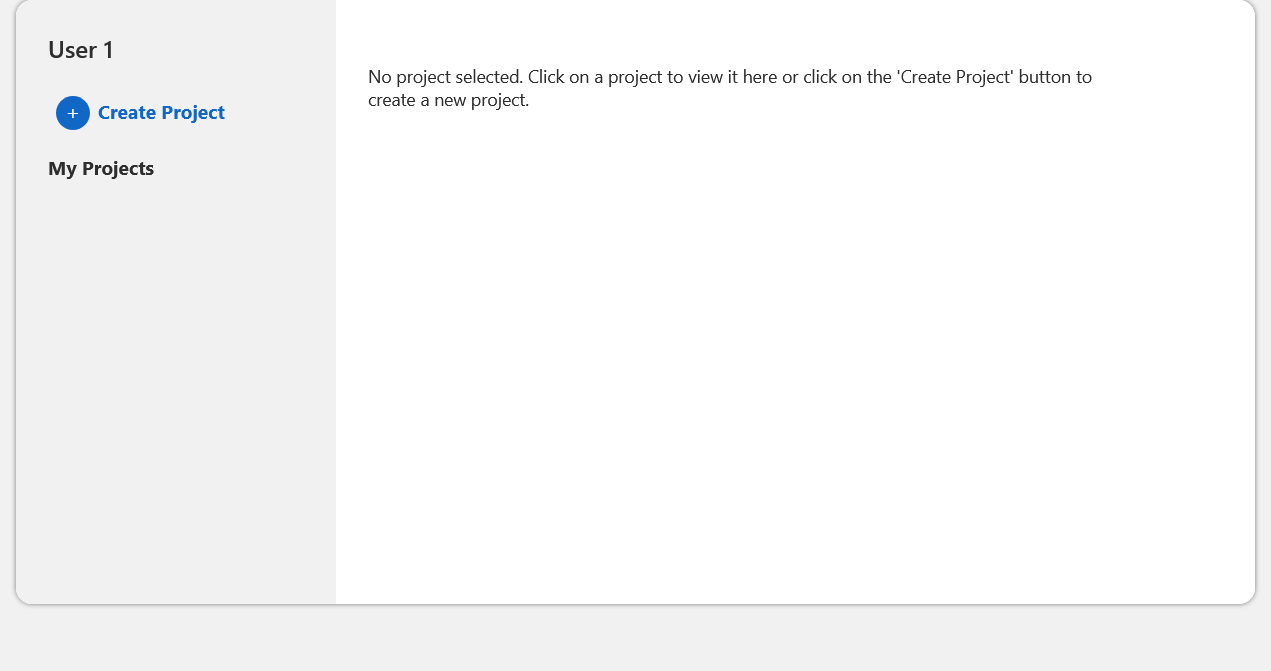 User 1
+ Create Project
My Projects
No project selected. Click on a project to view it here or click on the 'Create Project' button to
create a new project.